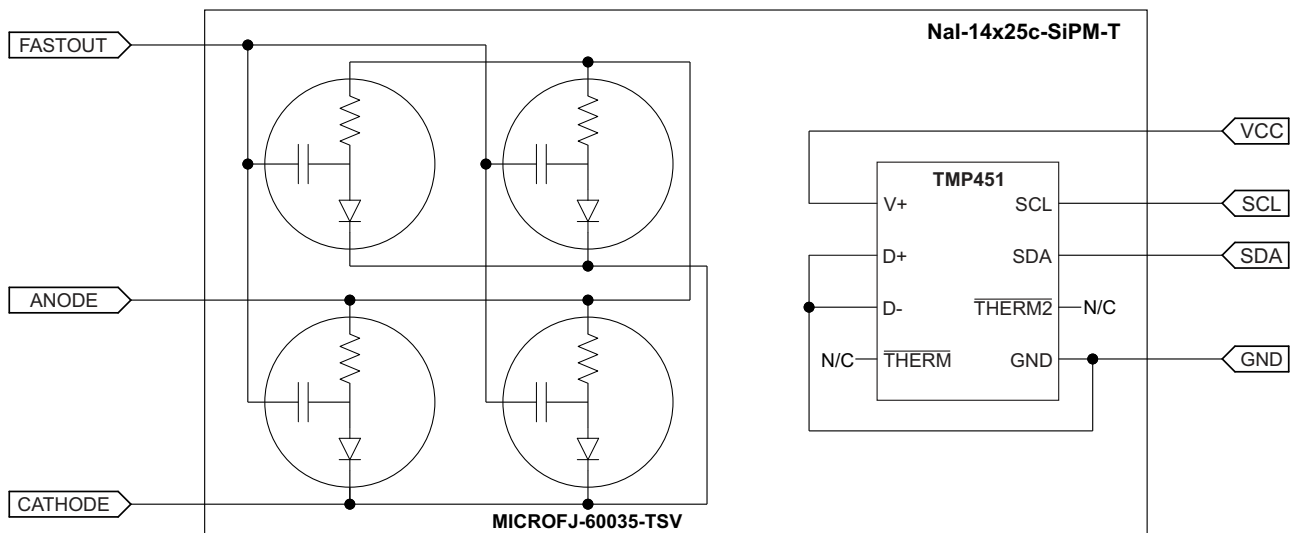 NaI-14x25c-SiPM-T
FASTOUT
ANODE
CATHODE
MICROFJ-60035-TSV
TMP451
V+ SCL
D+ SDA
D- THERM2 N/C
N/C THERM GND
VCC
SCL
SDA
GND